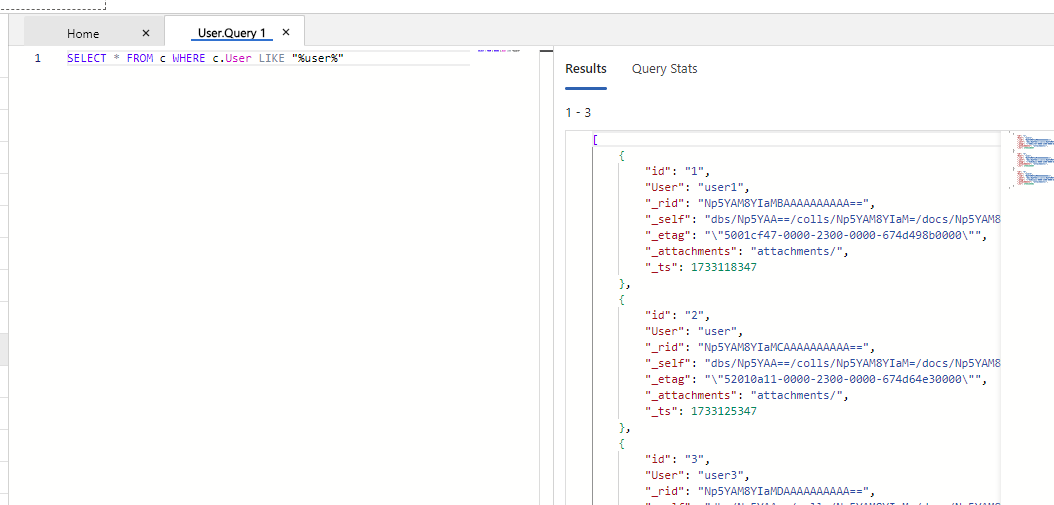 Home ×
User.Query 1 ×
1 SELECT * FROM c WHERE c.User LIKE "%user%"
Results Query Stats
1 - 3
[
{
"id": "1",
"User": "user1",
"_rid": "Np5YAM8YIaMBAAAAAAAAAA==",
"_self": "dbs/Np5YAA==/colls/Np5YAM8YIaM=/docs/Np5YAM8
"_etag": "\"5001cf47-0000-2300-0000-674d498b0000\"",
"_attachments": "attachments/",
"_ts": 1733118347
},
{
"id": "2",
"User": "user",
"_rid": "Np5YAM8YIaMCAAAAAAAAAA==",
"_self": "dbs/Np5YAA==/colls/Np5YAM8YIaM=/docs/Np5YAM8
"_etag": "\"52010a11-0000-2300-0000-674d64e30000\"",
"_attachments": "attachments/",
"_ts": 1733125347
},
{
"id": "3",
"User": "user3",
"_rid": "Np5YAM8YIaMDAAAAAAAAAA==",